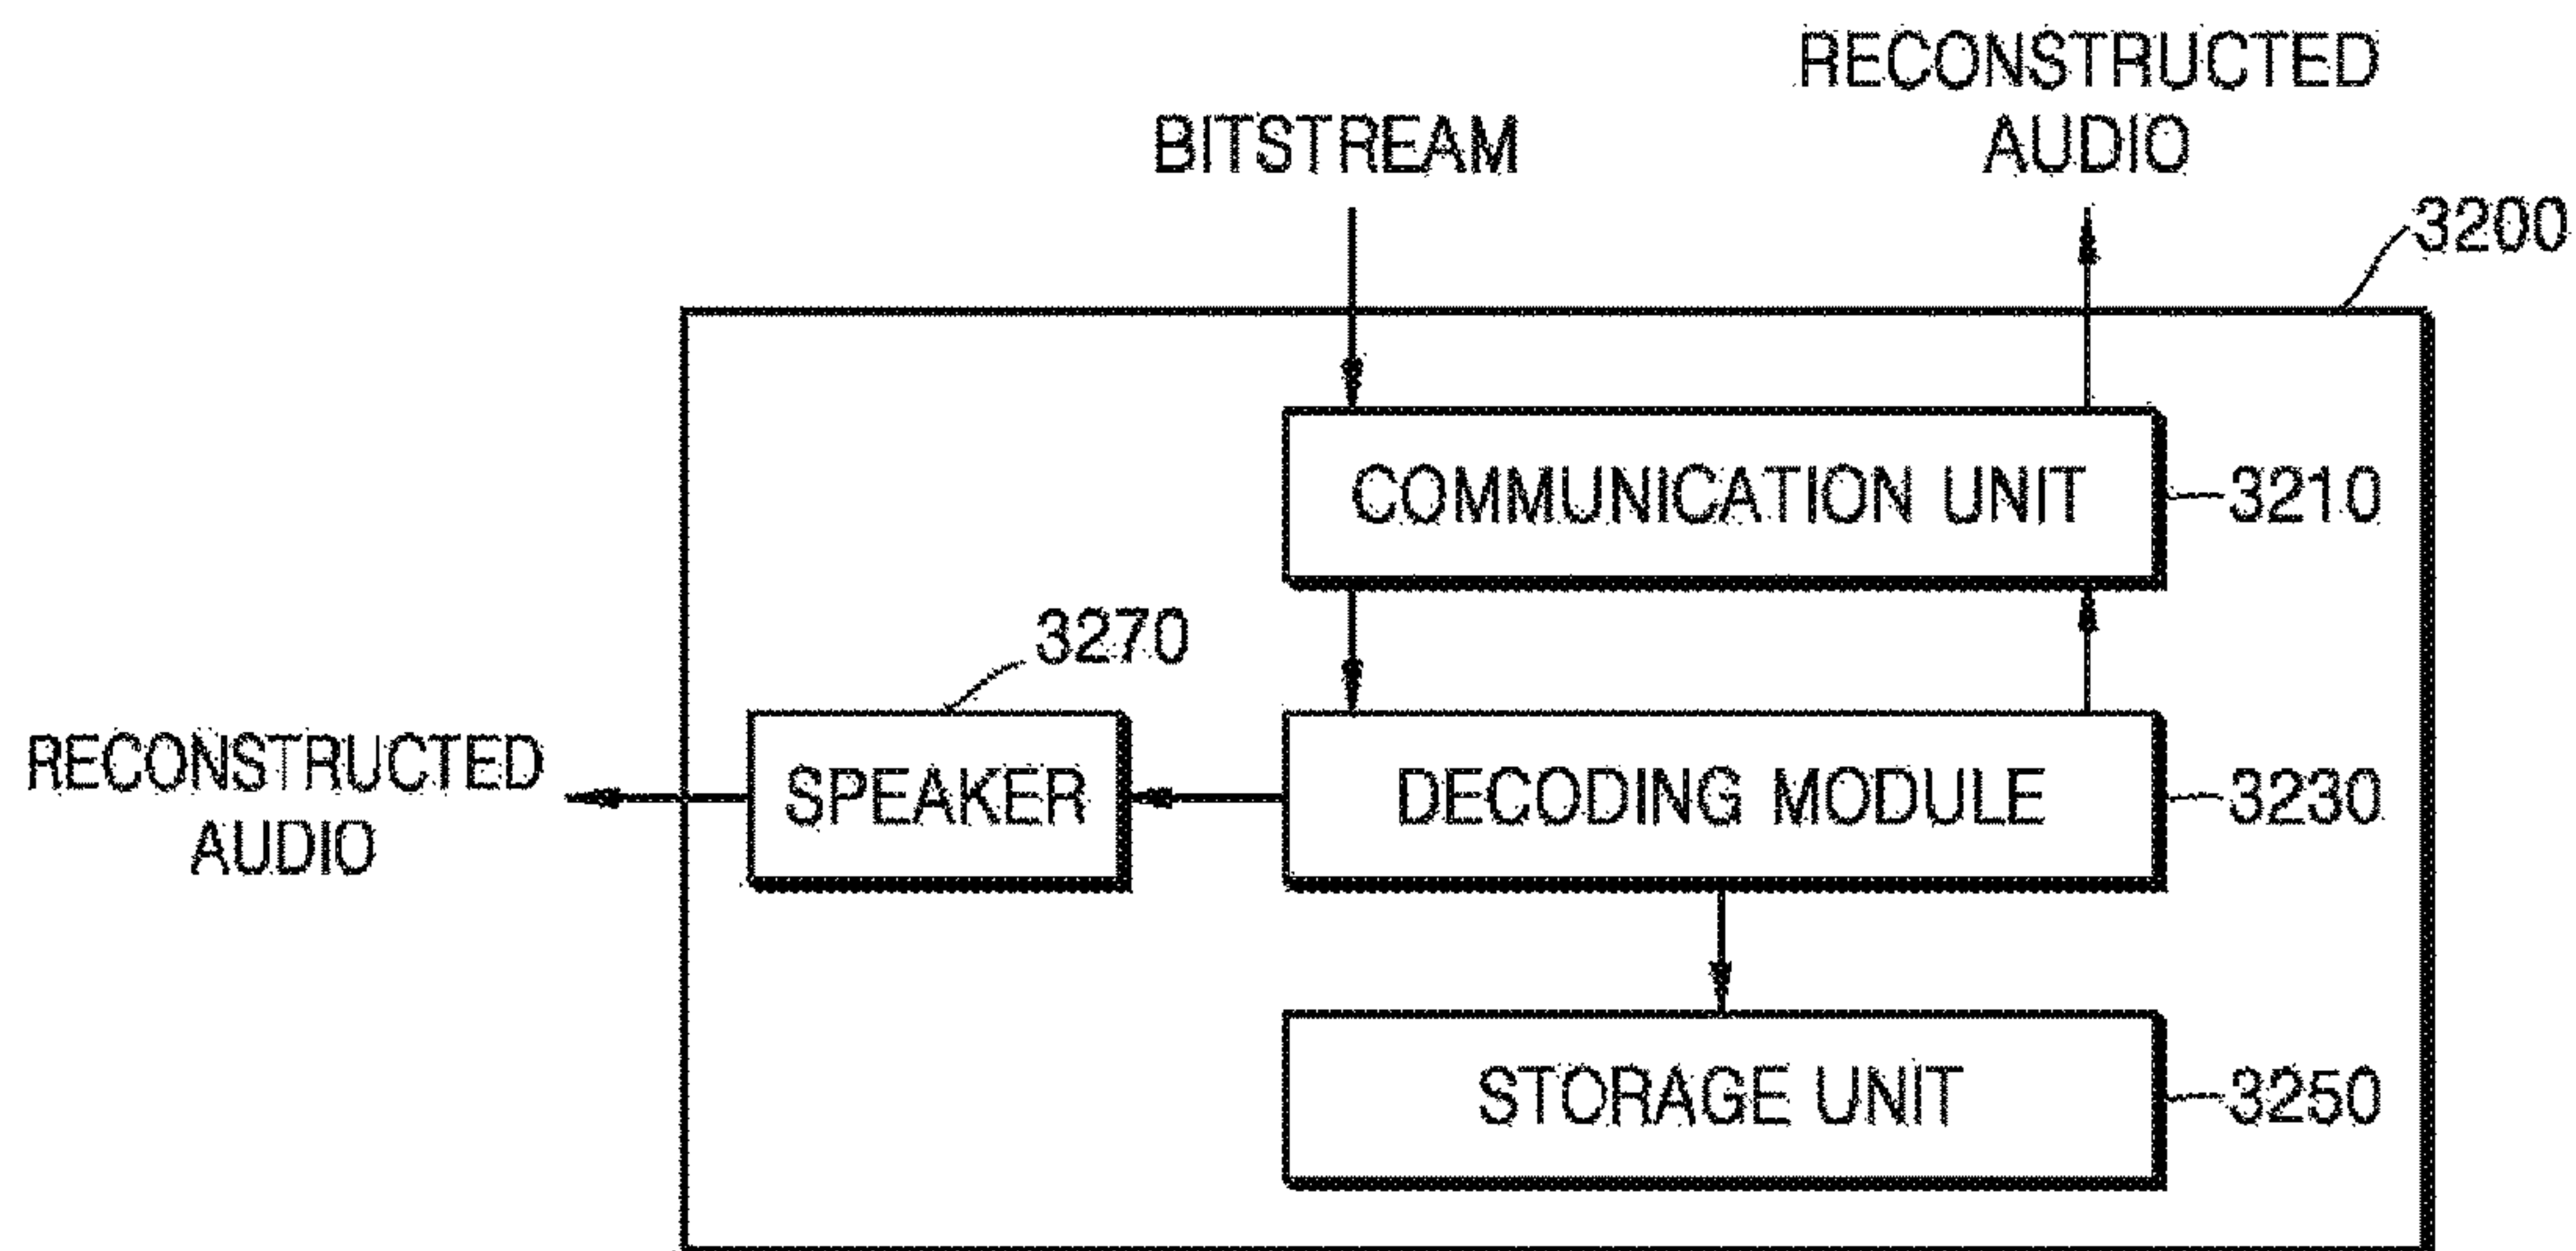 RECONSTRUCTED
AUDIO
BITSTREAM
3200
COMMUNICATION UNIT
3210
3270
RECONSTRUCTED
AUDIO
SPEAKER
DECODING MODULE
3230
STORAGE UNIT
3250